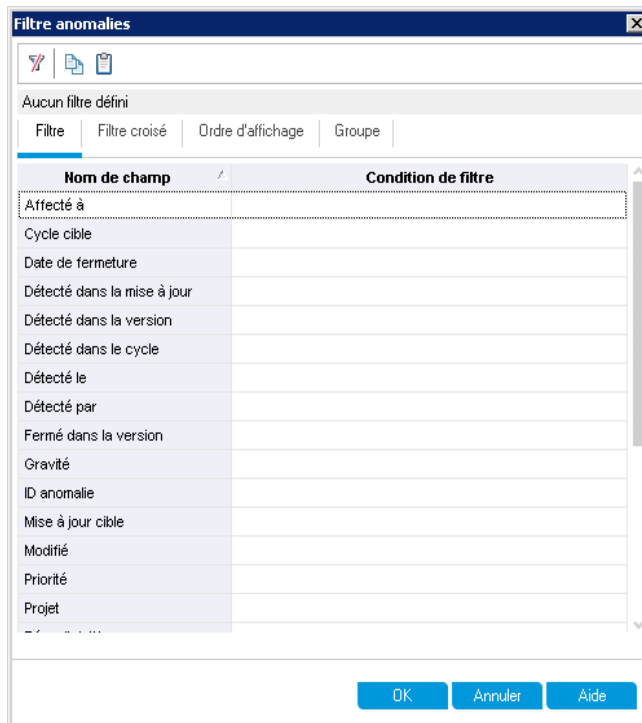 Filtre anomalies
Aucun filtre défini
Filtre Filtre croisé Ordre d'affichage Groupe
Nom de champ Condition de filtre
Affecté à
Cycle cible
Date de fermeture
Détecté dans la mise à jour
Détecté dans la version
Détecté dans le cycle
Détecté le
Détecté par
Fermé dans la version
Gravité
ID anomalie
Mise à jour cible
Modifié
Priorité
Projet
OK Annuler Aide